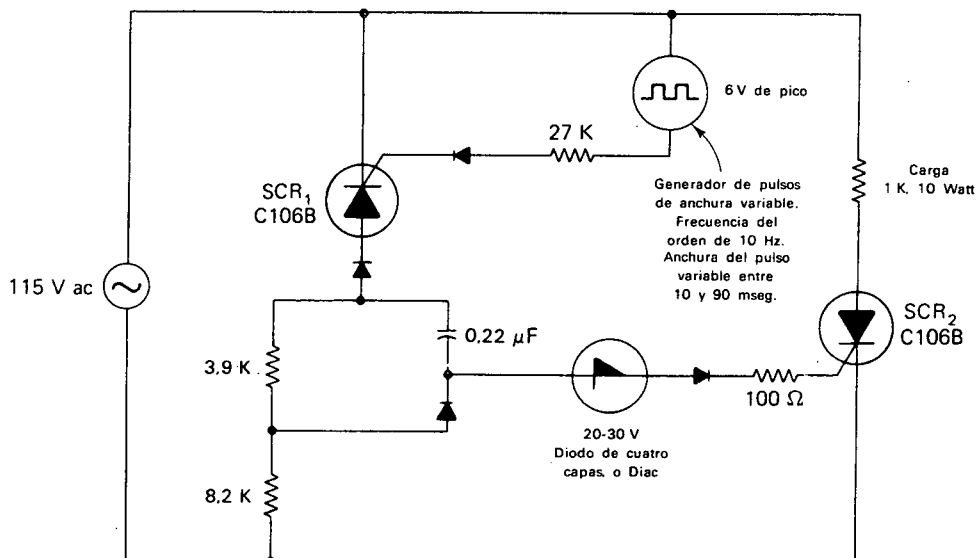 6 V de pico
27 K
Generador de pulsos
de anchura variable.
Frecuencia del
orden de 10 Hz.
Anchura del pulso
variable entre
10 y 90 mseg.
Carga
1 K, 10 Watt
SCR₁
C106B
115 V ac
SCR₂
C106B
0,22 µF
3,9 K
100 Ω
20-30 V
Diodo de cuatro
capas, o Diac
8,2 K